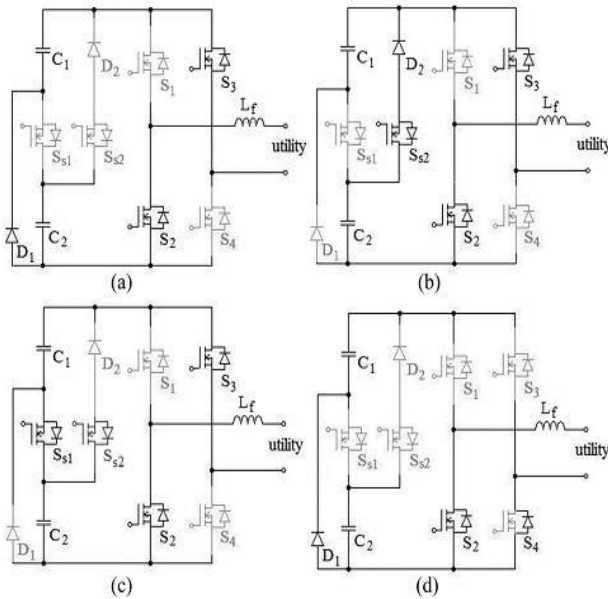 C1
D2
S1
S3
Lf
Ss1
Ss2
utility
C2
D1
S2
S4
(a)
C1
D2
S1
S3
Lf
Ss1
Ss2
utility
C2
D1
S2
S4
(b)
C1
D2
S1
S3
Lf
Ss1
Ss2
utility
C2
D1
S2
S4
(c)
C1
D2
S1
S3
Lf
Ss1
Ss2
utility
C2
D1
S2
S4
(d)